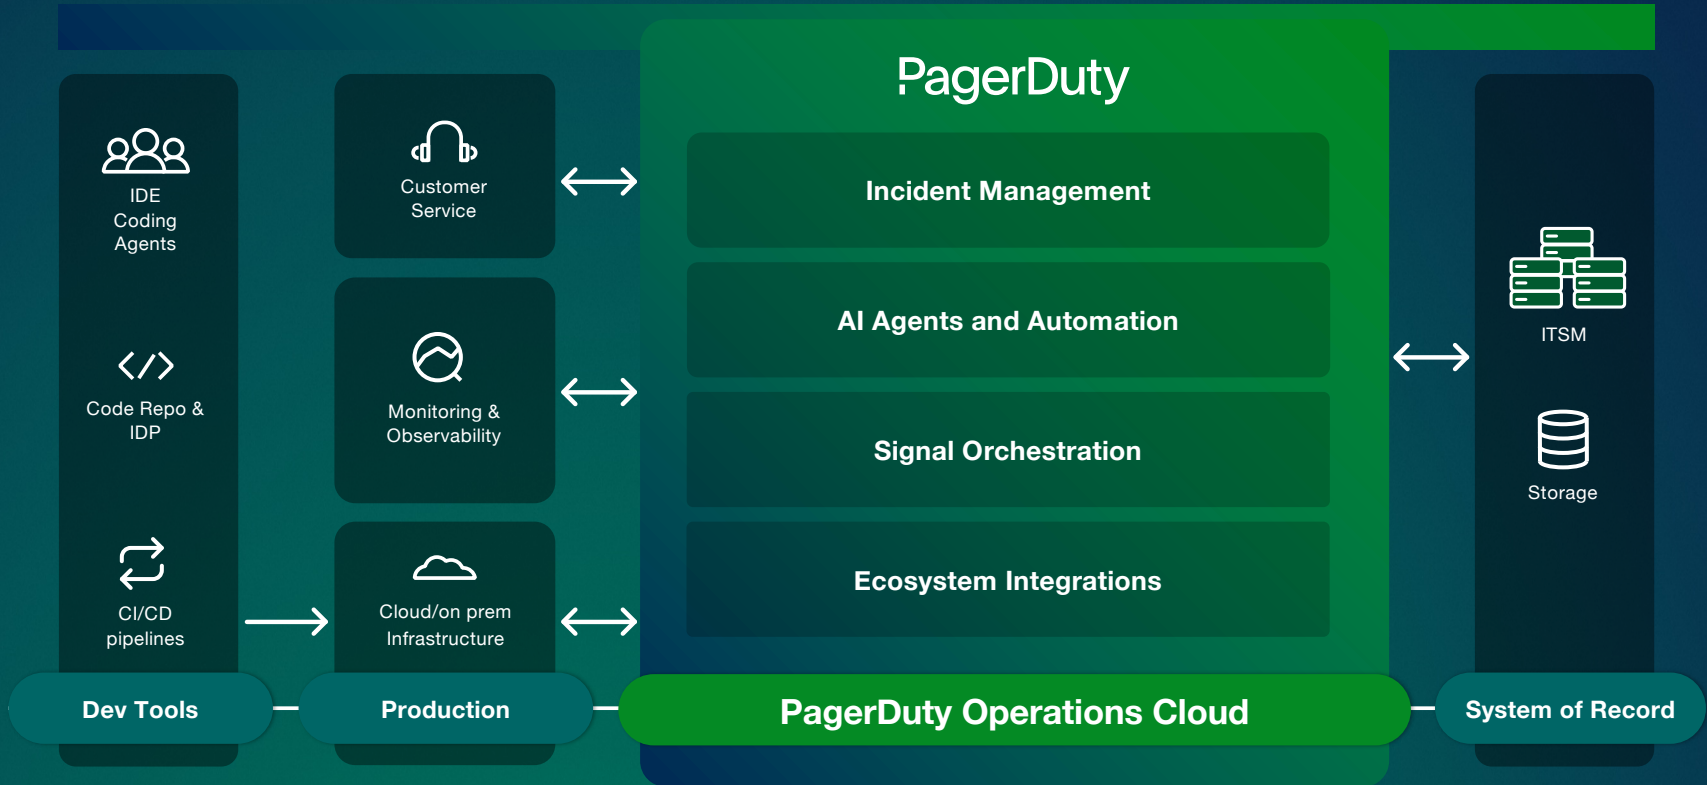 IDE
Coding
Agents
Code Repo &
IDP
CI/CD
pipelines
Dev Tools
Customer
Service
Monitoring &
Observability
Cloud/on prem
Infrastructure
Production
PagerDuty
Incident Management
AI Agents and Automation
Signal Orchestration
Ecosystem Integrations
PagerDuty Operations Cloud
ITSM
Storage
System of Record